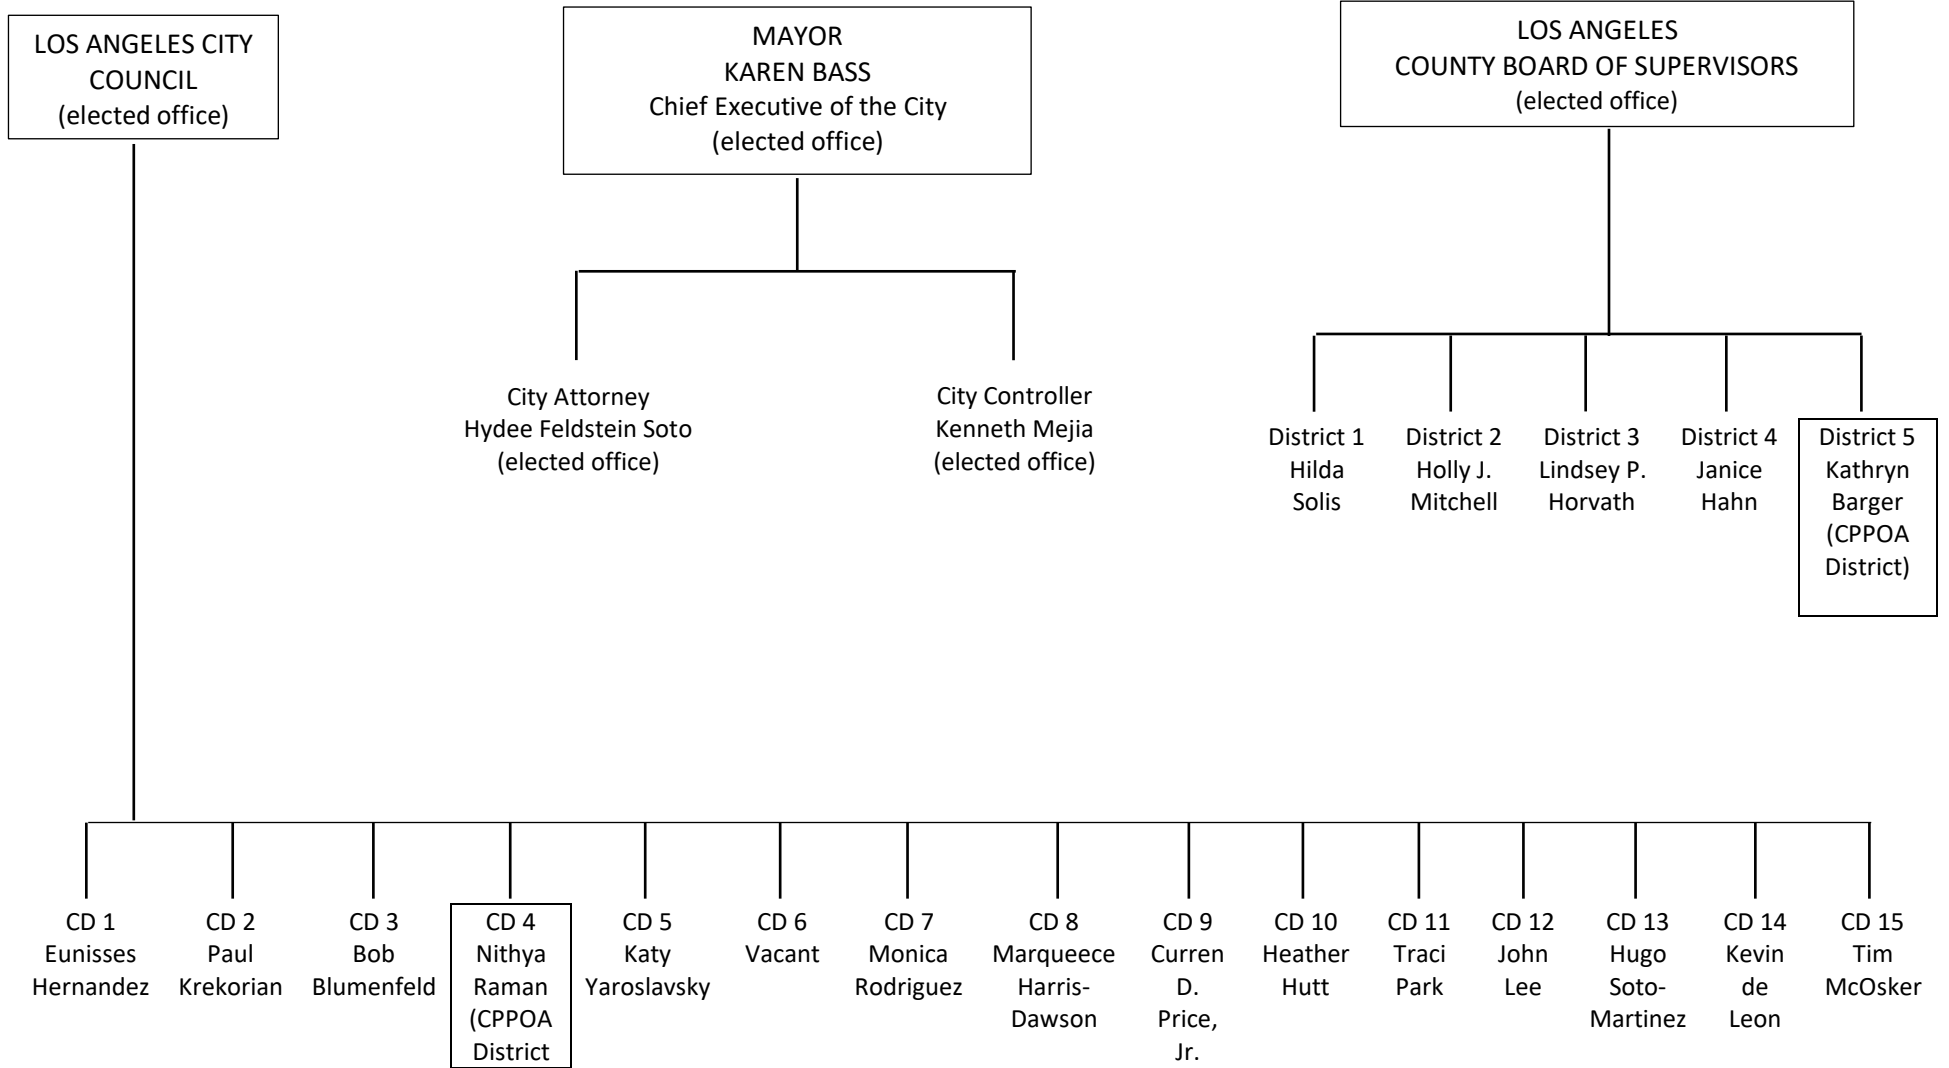 LOS ANGELES CITY
COUNCIL
(elected office)
MAYOR
KAREN BASS
Chief Executive of the City
(elected office)
LOS ANGELES
COUNTY BOARD OF SUPERVISORS
(elected office)
City Attorney
Hydee Feldstein Soto
(elected office)
City Controller
Kenneth Mejia
(elected office)
District 1
Hilda
Solis
District 2
Holly J.
Mitchell
District 3
Lindsey P.
Horvath
District 4
Janice
Hahn
District 5
Kathryn
Barger
(CPPOA
District)
CD 1
Eunisses
Hernandez
CD 2
Paul
Krekorian
CD 3
Bob
Blumenfeld
CD 4
Nithya
Raman
(CPPOA
District
CD 5
Katy
Yaroslavsky
CD 6
Vacant
CD 7
Monica
Rodriguez
CD 8
Marqueece
Harris-
Dawson
CD 9
Curren
D.
Price,
Jr.
CD 10
Heather
Hutt
CD 11
Traci
Park
CD 12
John
Lee
CD 13
Hugo
Soto-
Martinez
CD 14
Kevin
de
Leon
CD 15
Tim
McOsker